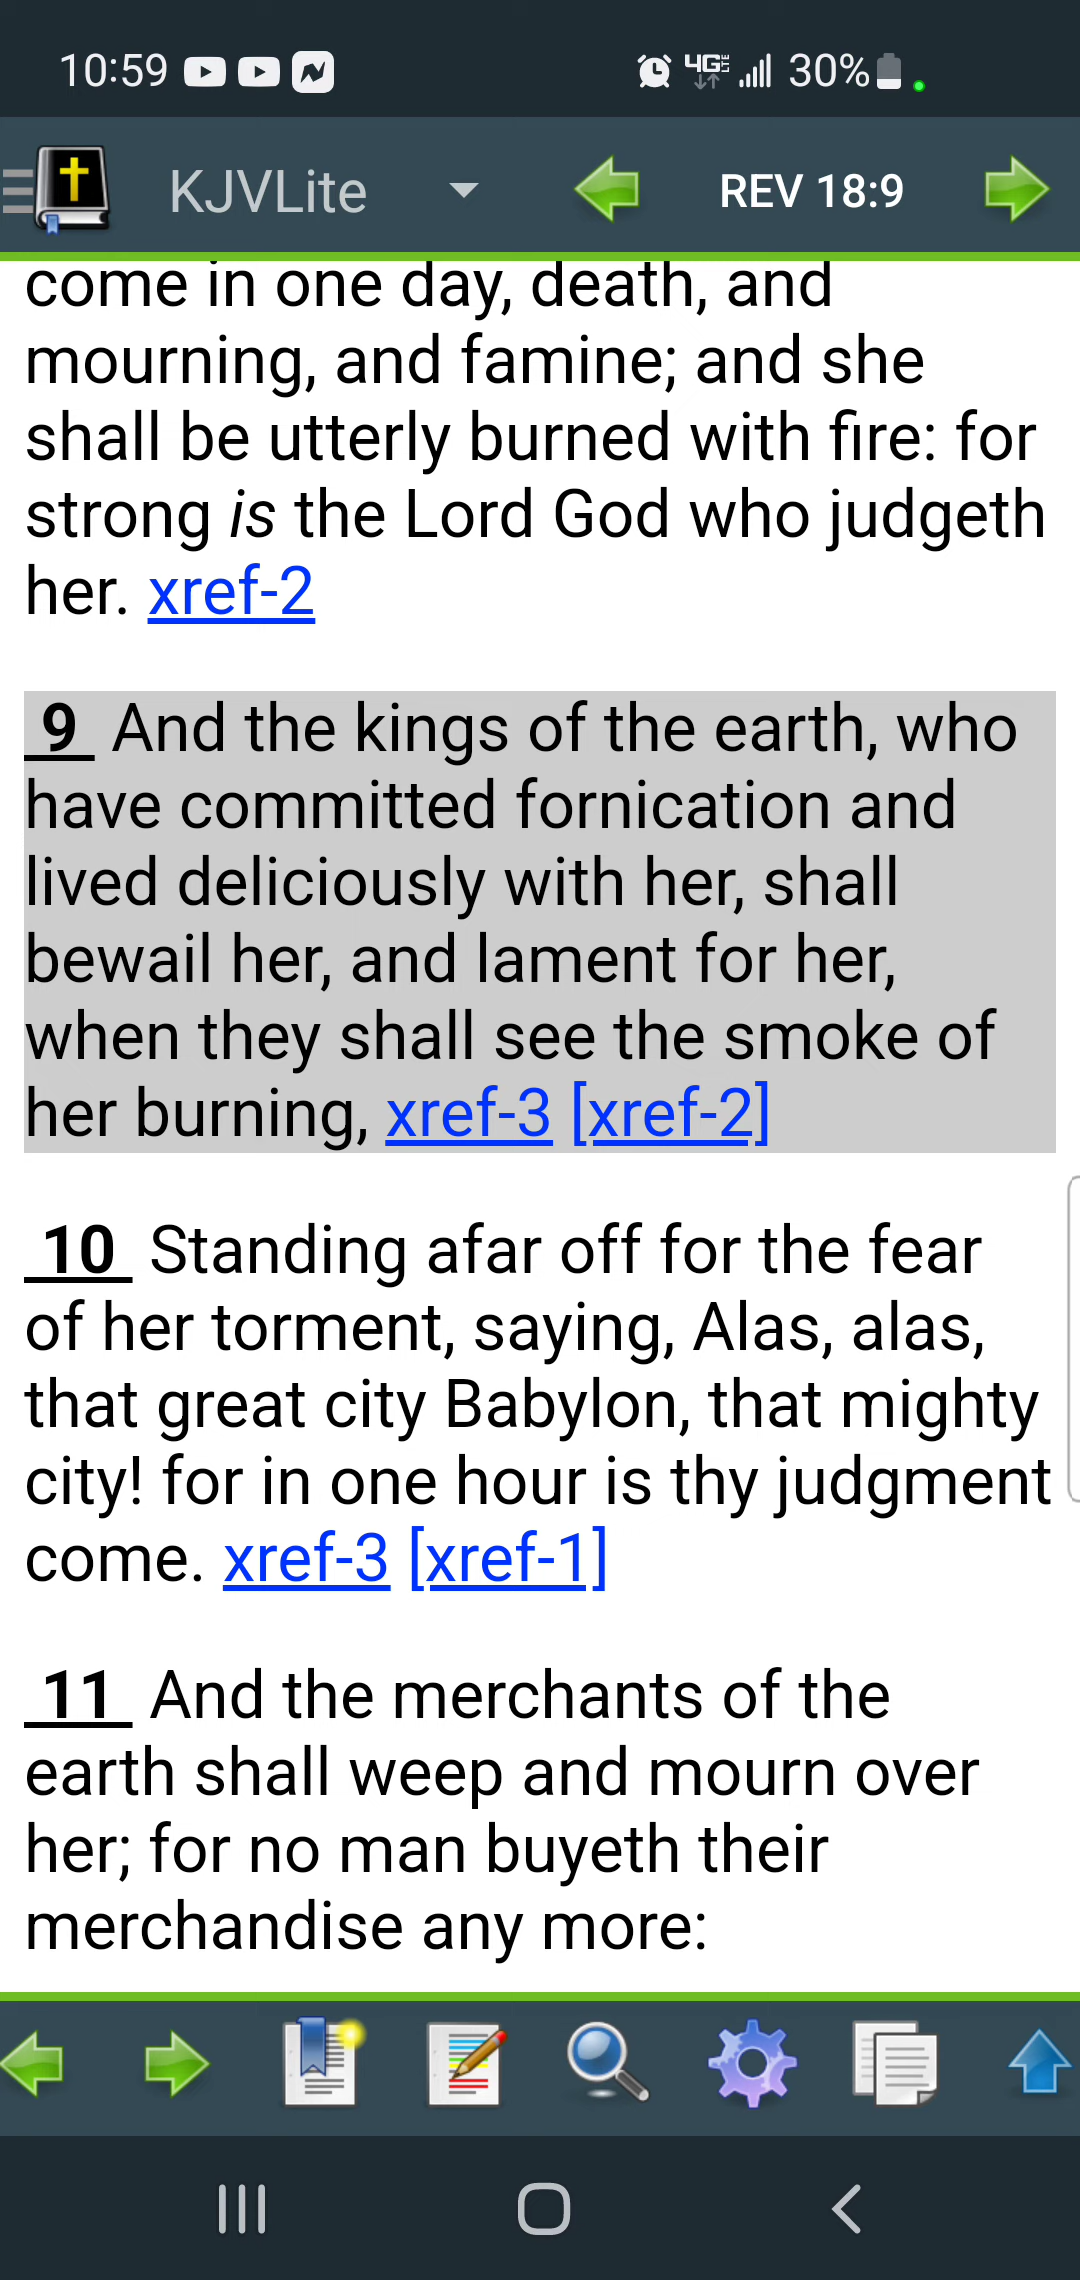 10:59
4G LTE 30%
KJVLite REV 18:9
come in one day, death, and
mourning, and famine; and she
shall be utterly burned with fire: for
strong is the Lord God who judgeth
her. xref-2
9 And the kings of the earth, who
have committed fornication and
lived deliciously with her, shall
bewail her, and lament for her,
when they shall see the smoke of
her burning, xref-3 [xref-2]
10 Standing afar off for the fear
of her torment, saying, Alas, alas,
that great city Babylon, that mighty
city! for in one hour is thy judgment
come. xref-3 [xref-1]
11 And the merchants of the
earth shall weep and mourn over
her; for no man buyeth their
merchandise any more: